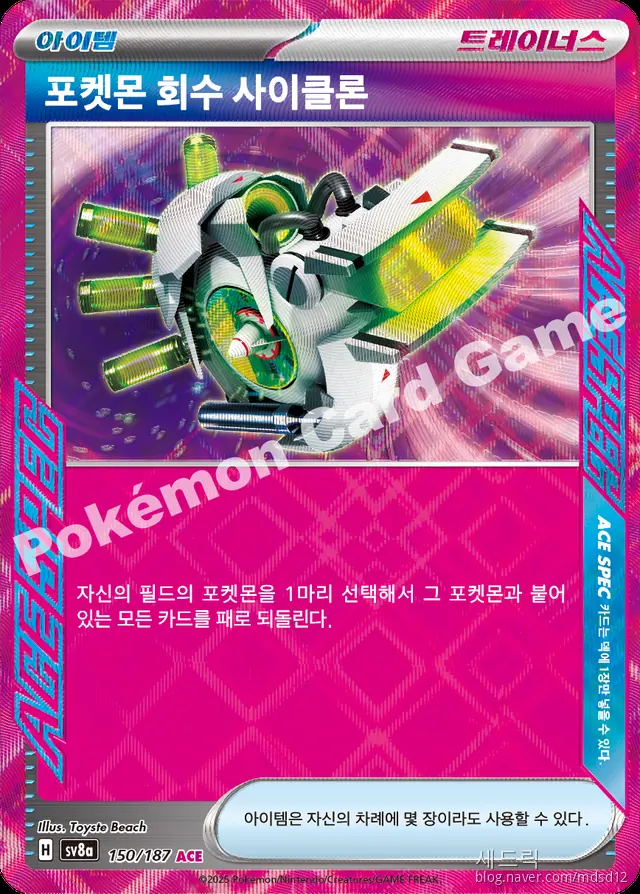 아이템
트레이너스
포켓몬 회수 사이클론
Pokémon Card Game
ACE SPEC
ACE SPEC
자신의 필드의 포켓몬을 1마리 선택해서 그 포켓몬과 붙어
있는 모든 카드를 패로 되돌린다.
ACE SPEC 카드는 덱에 1장만 넣을 수 있다.
아이템은 자신의 차례에 몇 장이라도 사용할 수 있다.
Illus. Toyste Beach
H sv8a 150/187 ACE
©2025 Pokémon/Nintendo/Creatures/GAME FREAK.
세드릭
blog.naver.com/mdsd12